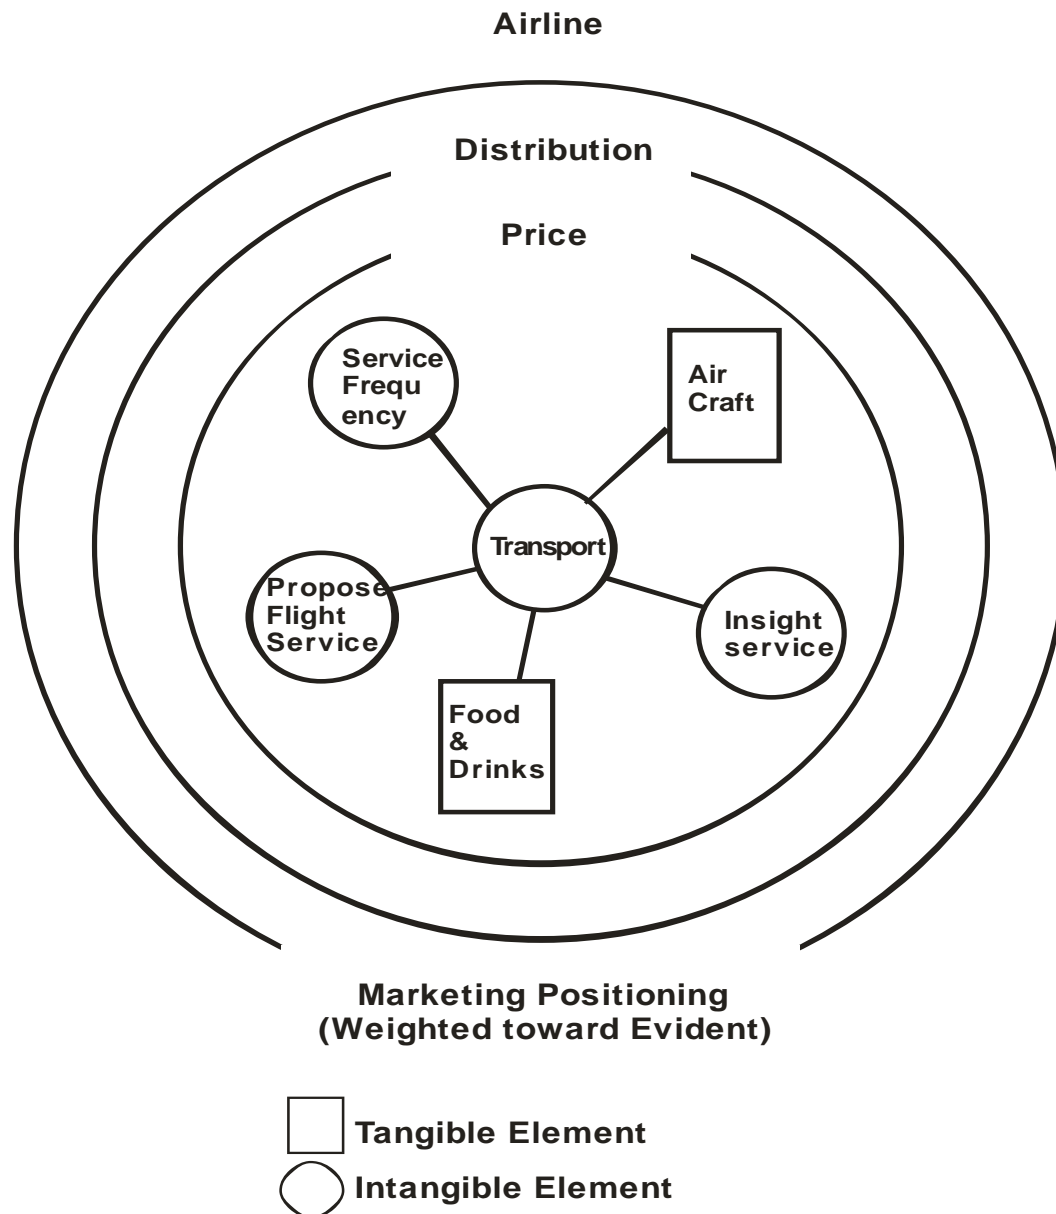 Airline
Distribution
Price
Service
Frequ
ency
Air
Craft
Transport
Propose
Flight
Service
Insight
service
Food
&
Drinks
Marketing Positioning
(Weighted toward Evident)
Tangible Element
Intangible Element